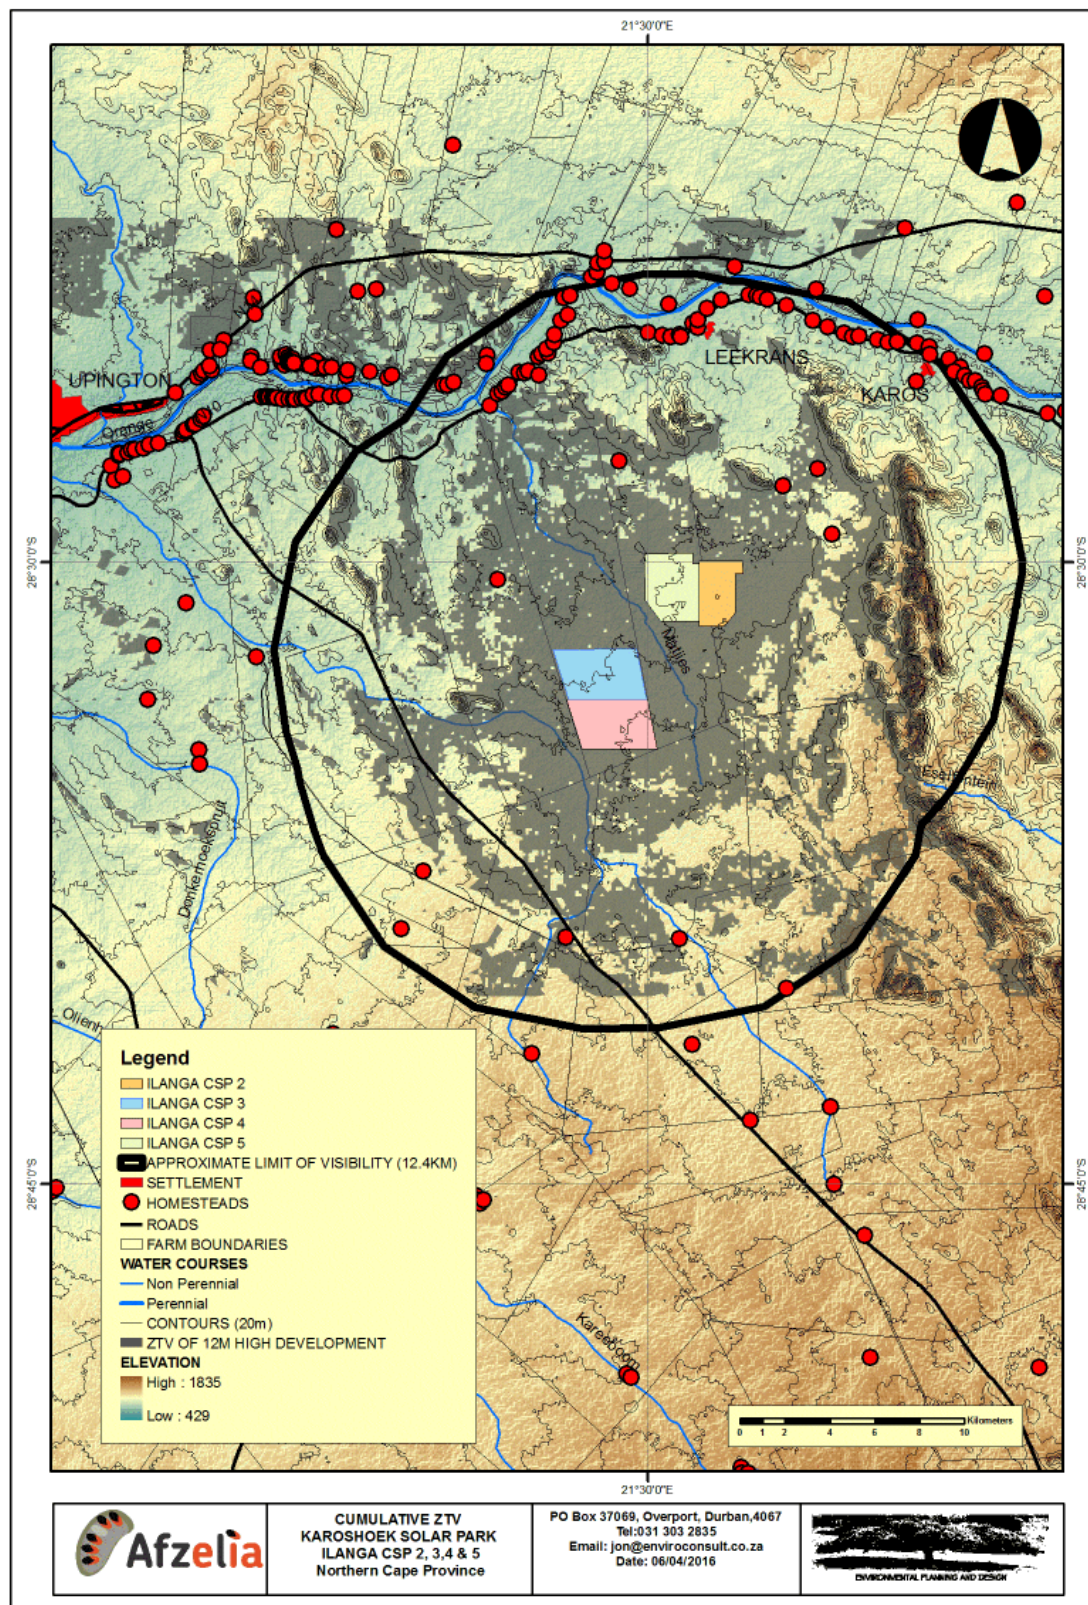 21°30'0"E
UPINGTON
Orange
LEEKRANS
KAROS
28°30'0"S
28°30'0"S
Matjies
Eselfontein
Donkerhoekspruit
Legend
ILANGA CSP 2
ILANGA CSP 3
ILANGA CSP 4
ILANGA CSP 5
APPROXIMATE LIMIT OF VISIBILITY (12.4KM)
SETTLEMENT
HOMESTEADS
ROADS
FARM BOUNDARIES
WATER COURSES
Non Perennial
Perennial
CONTOURS (20m)
ZTV OF 12M HIGH DEVELOPMENT
ELEVATION
High : 1835
Low : 429
28°45'0"S
28°45'0"S
Kareeboom
Kilometers
0 1 2 4 6 8 10
21°30'0"E
Afzelia
CUMULATIVE ZTV
KAROSHOEK SOLAR PARK
ILANGA CSP 2, 3,4 & 5
Northern Cape Province
PO Box 37069, Overport, Durban,4067
Tel:031 303 2835
Email: jon@enviroconsult.co.za
Date: 06/04/2016
ENVIRONMENTAL PLANNING AND DESIGN